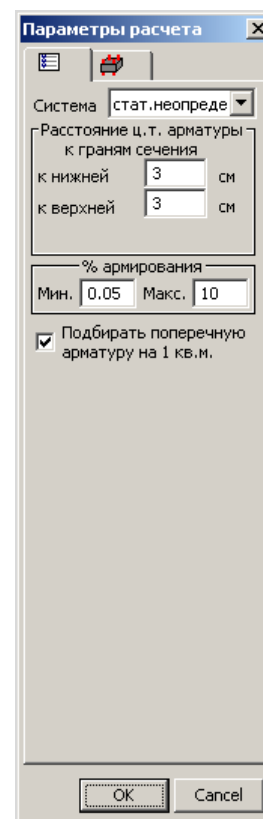 Параметры расчета
Система стат.неопреде
Расстояние ц.т. арматуры
к граням сечения
к нижней 3 см
к верхней 3 см
% армирования
Мин. 0.05 Макс. 10
Подбирать поперечную
арматуру на 1 кв.м.
OK Cancel